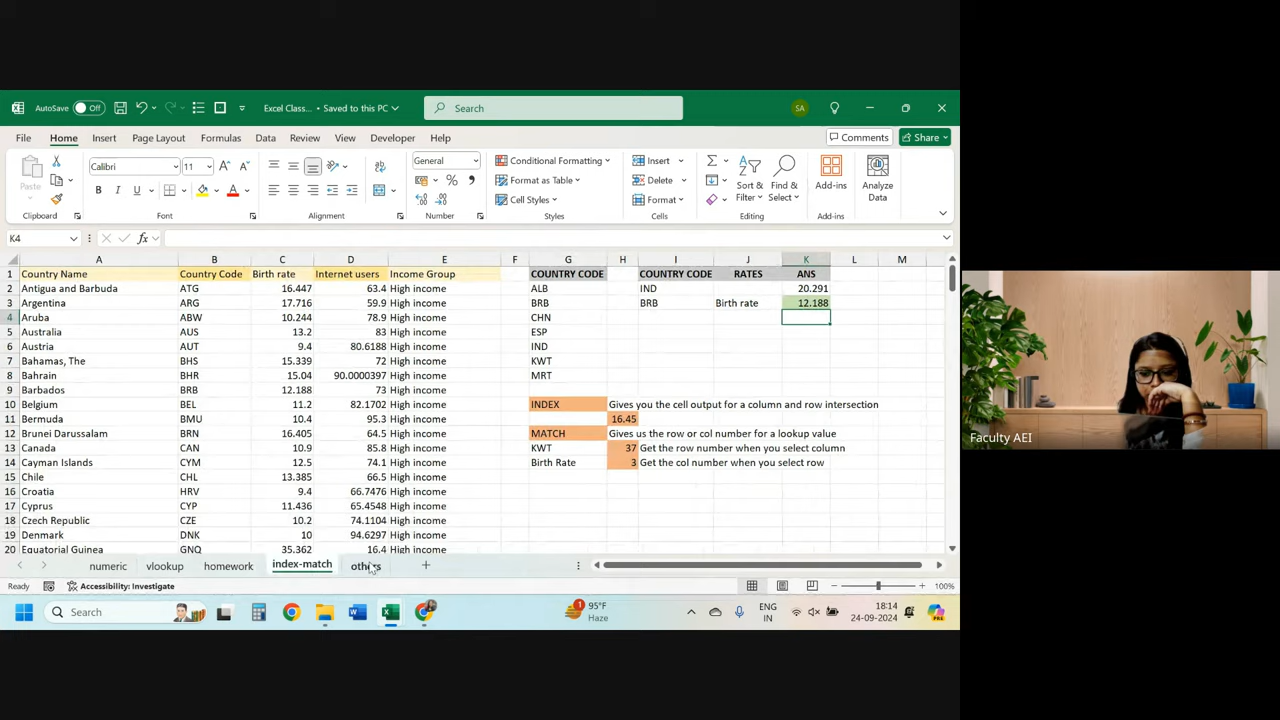 AutoSave Off Excel Class... • Saved to this PC Search SA
File Home Insert Page Layout Formulas Data Review View Developer Help Comments Share
Paste Calibri 11 General Conditional Formatting Insert
B I U A Format as Table Delete Sort & Filter Find & Select Add-ins Analyze Data
Cell Styles Format
Clipboard Font Alignment Number Styles Cells Editing Add-ins
K4 fx
A B C D E F G H I J K L M
1 Country Name Country Code Birth rate Internet users Income Group COUNTRY CODE COUNTRY CODE RATES ANS
2 Antigua and Barbuda ATG 16.447 63.4 High income ALB IND 20.291
3 Argentina ARG 17.716 59.9 High income BRB BRB Birth rate 12.188
4 Aruba ABW 10.244 78.9 High income CHN
5 Australia AUS 13.2 83 High income ESP
6 Austria AUT 9.4 80.6188 High income IND
7 Bahamas, The BHS 15.339 72 High income KWT
8 Bahrain BHR 15.04 90.0000397 High income MRT
9 Barbados BRB 12.188 73 High income
10 Belgium BEL 11.2 82.1702 High income INDEX Gives you the cell output for a column and row intersection
11 Bermuda BMU 10.4 95.3 High income 16.45
12 Brunei Darussalam BRN 16.405 64.5 High income MATCH Gives us the row or col number for a lookup value
13 Canada CAN 10.9 85.8 High income KWT 37 Get the row number when you select column
14 Cayman Islands CYM 12.5 74.1 High income Birth Rate 3 Get the col number when you select row
15 Chile CHL 13.385 66.5 High income
16 Croatia HRV 9.4 66.7476 High income
17 Cyprus CYP 11.436 65.4548 High income
18 Czech Republic CZE 10.2 74.1104 High income
19 Denmark DNK 10 94.6297 High income
20 Equatorial Guinea GNQ 35.362 16.4 High income
numeric vlookup homework index-match others
Ready Accessibility: Investigate 100%
Search 1 95°F Haze ENG IN 18:14 24-09-2024
Faculty AEI